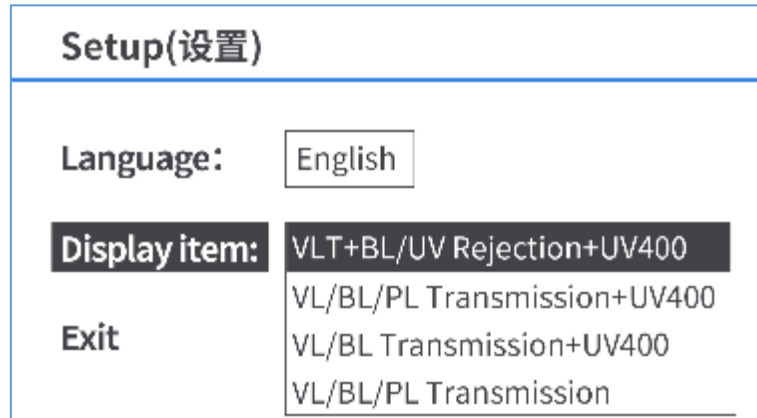 Setup(设置)
Language: English
Display item: VLT+BL/UV Rejection+UV400
VL/BL/PL Transmission+UV400
Exit
VL/BL Transmission+UV400
VL/BL/PL Transmission